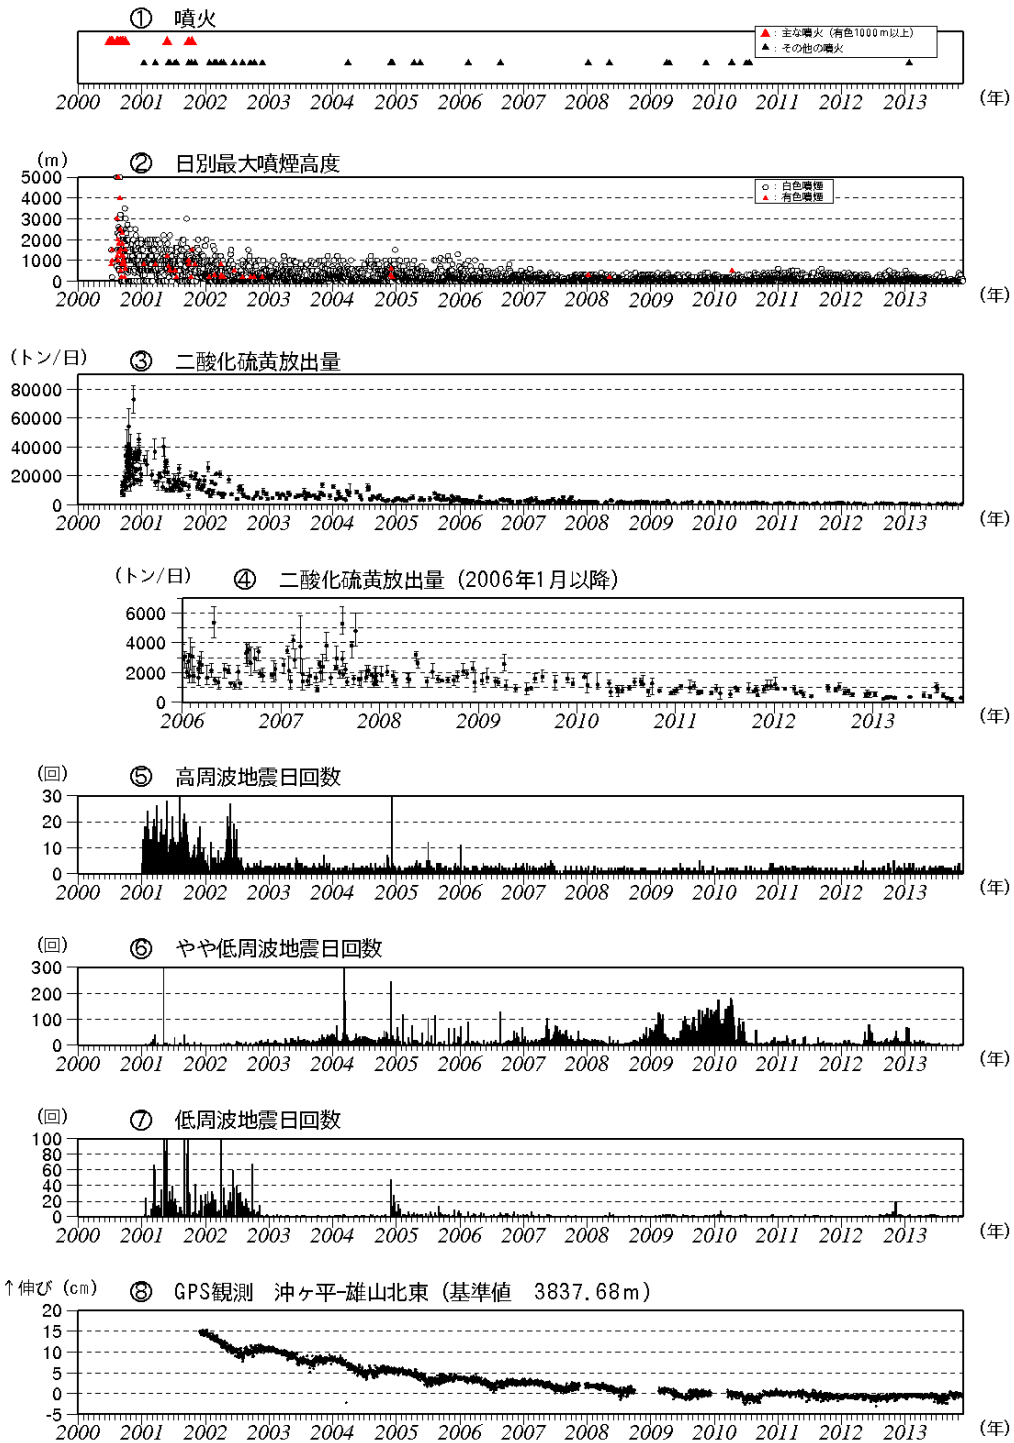 ① 噴火
▲：主な噴火（有色1000m以上）
▲：その他の噴火
2000 2001 2002 2003 2004 2005 2006 2007 2008 2009 2010 2011 2012 2013 (年)
(m) ② 日別最大噴煙高度
○：白色噴煙
▲：有色噴煙
5000
4000
3000
2000
1000
0
2000 2001 2002 2003 2004 2005 2006 2007 2008 2009 2010 2011 2012 2013 (年)
(トン/日) ③ 二酸化硫黄放出量
80000
60000
40000
20000
0
2000 2001 2002 2003 2004 2005 2006 2007 2008 2009 2010 2011 2012 2013 (年)
(トン/日) ④ 二酸化硫黄放出量 (2006年1月以降)
6000
4000
2000
0
2006 2007 2008 2009 2010 2011 2012 2013 (年)
(回) ⑤ 高周波地震日回数
30
20
10
0
2000 2001 2002 2003 2004 2005 2006 2007 2008 2009 2010 2011 2012 2013 (年)
(回) ⑥ やや低周波地震日回数
300
200
100
0
2000 2001 2002 2003 2004 2005 2006 2007 2008 2009 2010 2011 2012 2013 (年)
(回) ⑦ 低周波地震日回数
100
80
60
40
20
0
2000 2001 2002 2003 2004 2005 2006 2007 2008 2009 2010 2011 2012 2013 (年)
↑伸び (cm) ⑧ GPS観測 沖ヶ平-雄山北東 (基準値 3837.68m)
20
15
10
5
0
-5
2000 2001 2002 2003 2004 2005 2006 2007 2008 2009 2010 2011 2012 2013 (年)